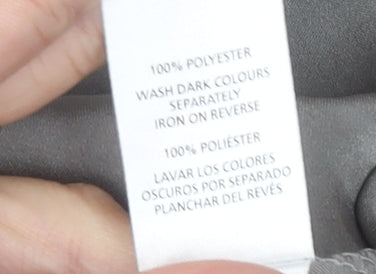 100% POLYESTER
WASH DARK COLOURS
SEPARATELY
IRON ON REVERSE
100% POLIÉSTER
LAVAR LOS COLORES
OSCUROS POR SEPARADO
PLANCHAR DEL REVÉS